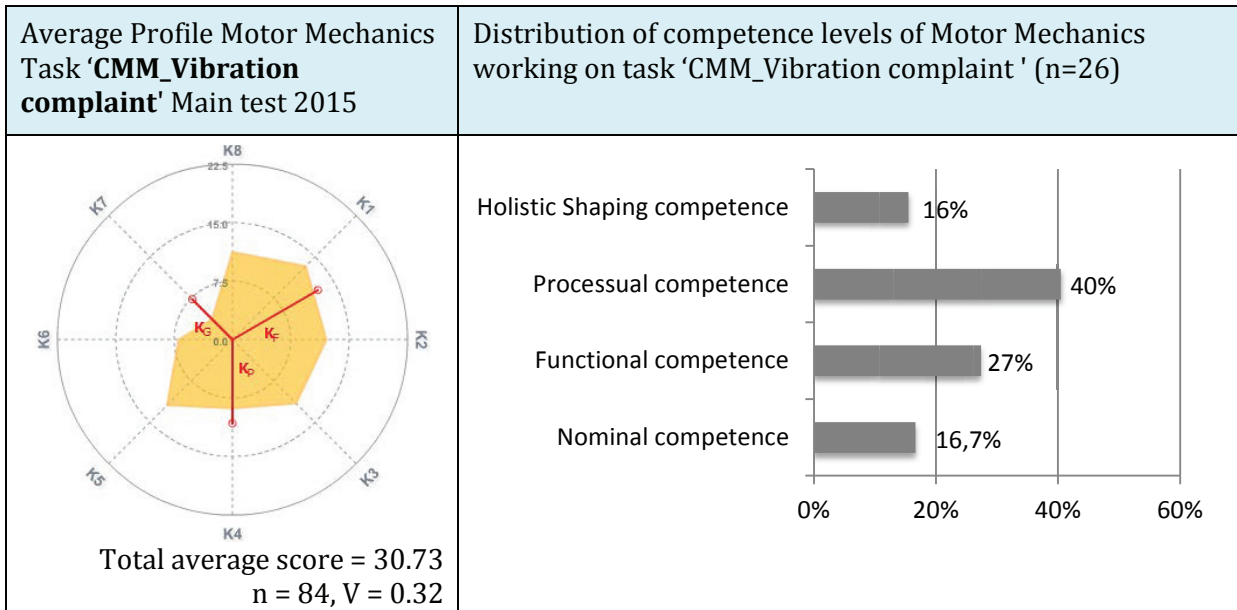 Average Profile Motor Mechanics
Task ‘CMM_Vibration
complaint' Main test 2015
Distribution of competence levels of Motor Mechanics
working on task ‘CMM_Vibration complaint ' (n=26)
K8
22.5
K7
K1
15.0
7.5
K6
0.0
K2
KG
KF
KP
K5
K3
K4
Total average score = 30.73
n = 84, V = 0.32
Holistic Shaping competence
16%
Processual competence
40%
Functional competence
27%
Nominal competence
16,7%
0%
20%
40%
60%